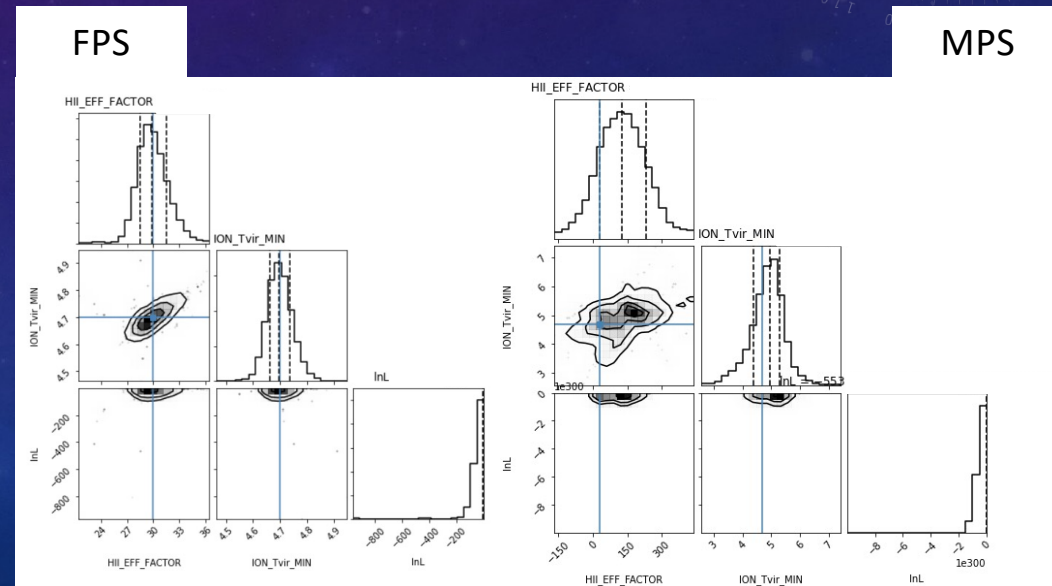 FPS
MPS
HII_EFF_FACTOR
ION_Tvir_MIN
4.9
4.8
4.7
4.6
4.5
ION_Tvir_MIN
lnL
-200
-400
-600
-800
lnL
24
27
30
33
36
HII_EFF_FACTOR
4.5
4.6
4.7
4.8
4.9
ION_Tvir_MIN
-800
-600
-400
-200
lnL
HII_EFF_FACTOR
ION_Tvir_MIN
7
6
5
4
3
ION_Tvir_MIN
1e300
lnL = -553
0
-2
-4
-6
-8
lnL
-150
0
150
300
HII_EFF_FACTOR
3
4
5
6
7
ION_Tvir_MIN
-8
-6
-4
-2
0
1e300
lnL